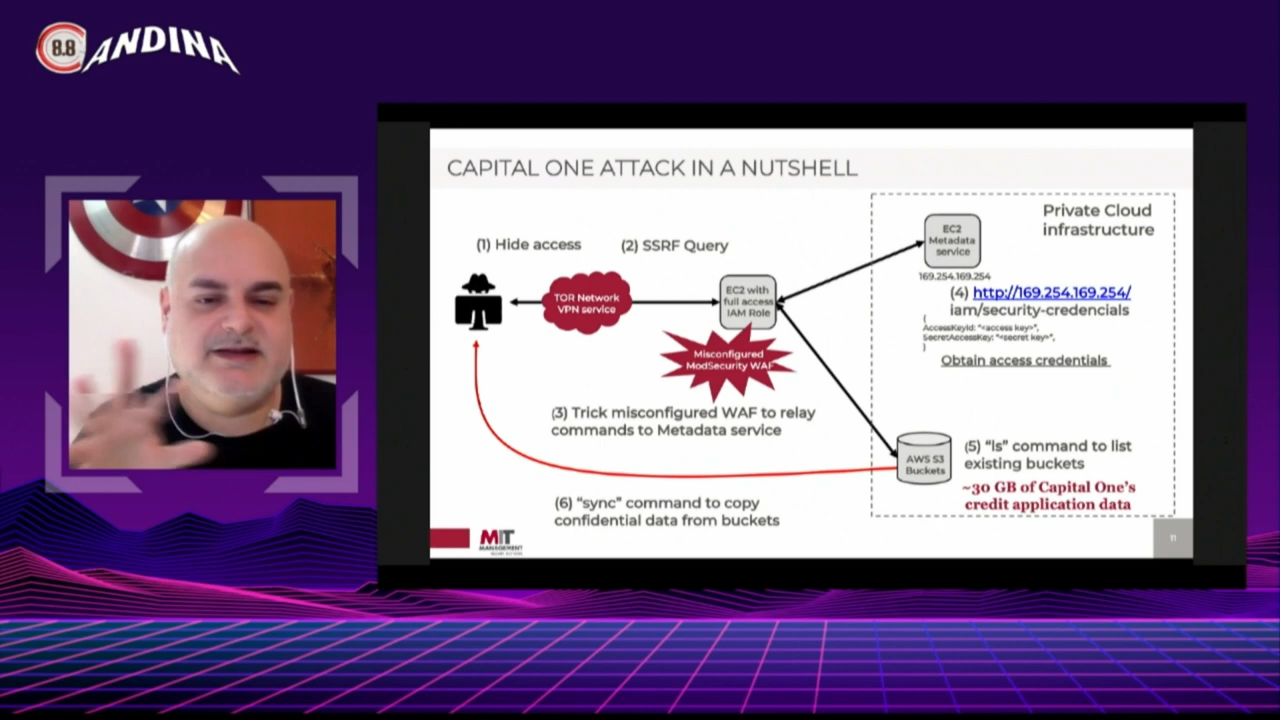 8.8
ANDINA
CAPITAL ONE ATTACK IN A NUTSHELL
Private Cloud
infrastructure
(1) Hide access
(2) SSRF Query
EC2
Metadata
service
169.254.169.254
TOR Network
VPN service
EC2 with
full access
IAM Role
(4) http://169.254.169.254/
iam/security-credencials
{
AccessKeyId: "<access key>",
SecretAccessKey: "<secret key>",
}
Obtain access credentials
Misconfigured
ModSecurity WAF
(3) Trick misconfigured WAF to relay
commands to Metadata service
AWS S3
Buckets
(5) "ls" command to list
existing buckets
~30 GB of Capital One's
credit application data
(6) "sync" command to copy
confidential data from buckets
MIT
MANAGEMENT
11